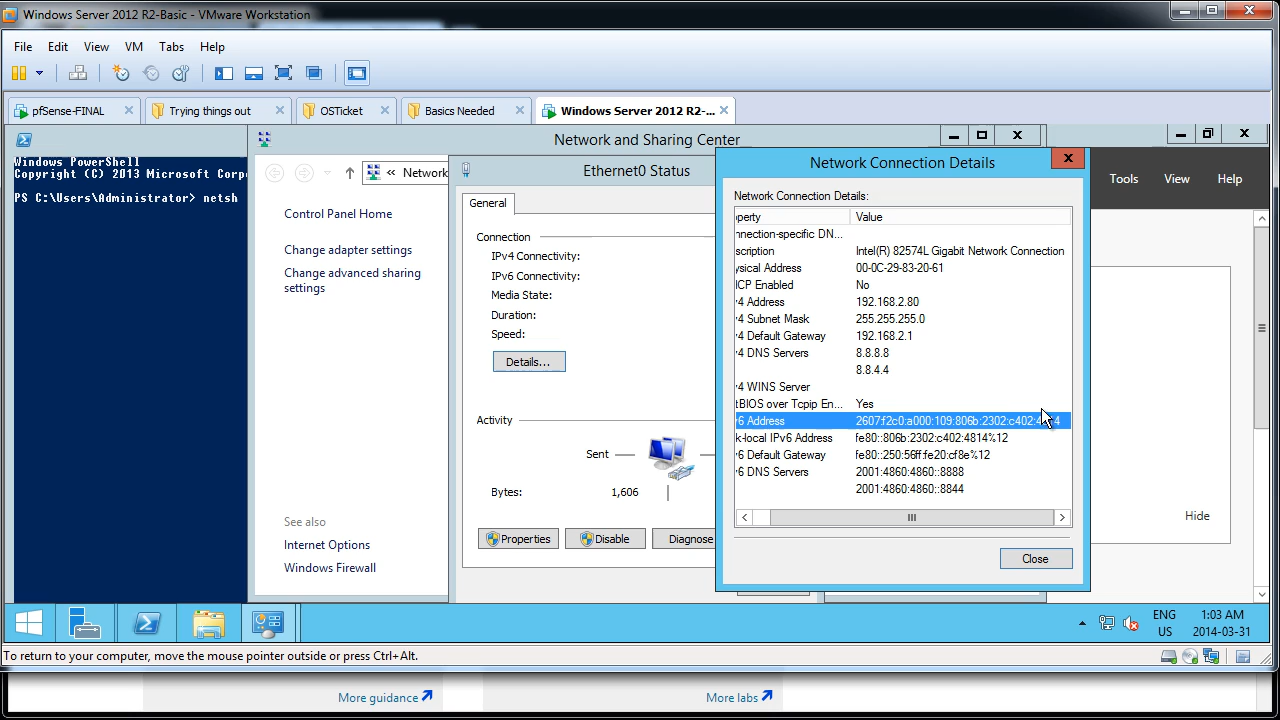 Windows Server 2012 R2-Basic - VMware Workstation
File Edit View VM Tabs Help
pfSense-FINAL Trying things out OSTicket Basics Needed Windows Server 2012 R2-...
Windows PowerShell
Copyright (C) 2013 Microsoft Corp
PS C:\Users\Administrator> netsh
Network and Sharing Center
« Network
Control Panel Home
Change adapter settings
Change advanced sharing
settings
See also
Internet Options
Windows Firewall
Ethernet0 Status
General
Connection
IPv4 Connectivity:
IPv6 Connectivity:
Media State:
Duration:
Speed:
Details...
Activity
Sent
Bytes: 1,606
Properties Disable Diagnose
Network Connection Details
Network Connection Details:
perty Value
nnection-specific DN...
scription Intel(R) 82574L Gigabit Network Connection
ysical Address 00-0C-29-83-20-61
ICP Enabled No
v4 Address 192.168.2.80
v4 Subnet Mask 255.255.255.0
v4 Default Gateway 192.168.2.1
v4 DNS Servers 8.8.8.8
8.8.4.4
v4 WINS Server
tBIOS over Tcpip En... Yes
v6 Address 2607:f2c0:a000:109:806b:2302:c402:4
k-local IPv6 Address fe80::806b:2302:c402:4814%12
v6 Default Gateway fe80::250:56ff:fe20:cf8e%12
v6 DNS Servers 2001:4860:4860::8888
2001:4860:4860::8844
Close
Tools View Help
Hide
ENG 1:03 AM
US 2014-03-31
To return to your computer, move the mouse pointer outside or press Ctrl+Alt.
More guidance More labs